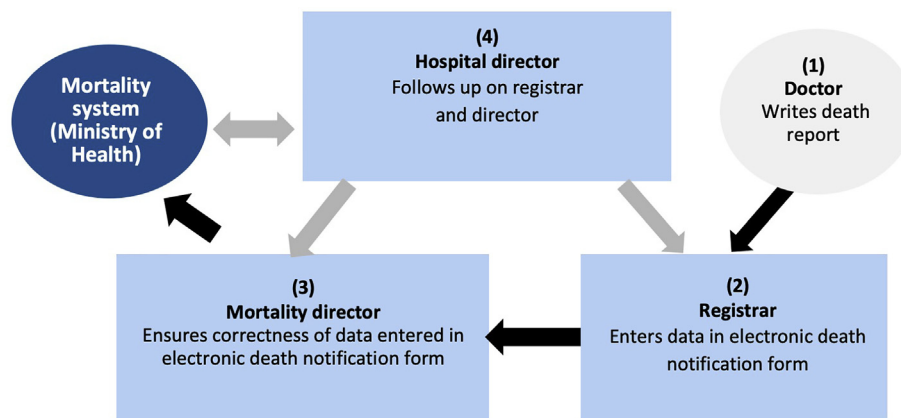 Mortality
system
(Ministry of
Health)
(4)
Hospital director
Follows up on registrar
and director
(1)
Doctor
Writes death
report
(3)
Mortality director
Ensures correctness of data entered in
electronic death notification form
(2)
Registrar
Enters data in electronic death
notification form